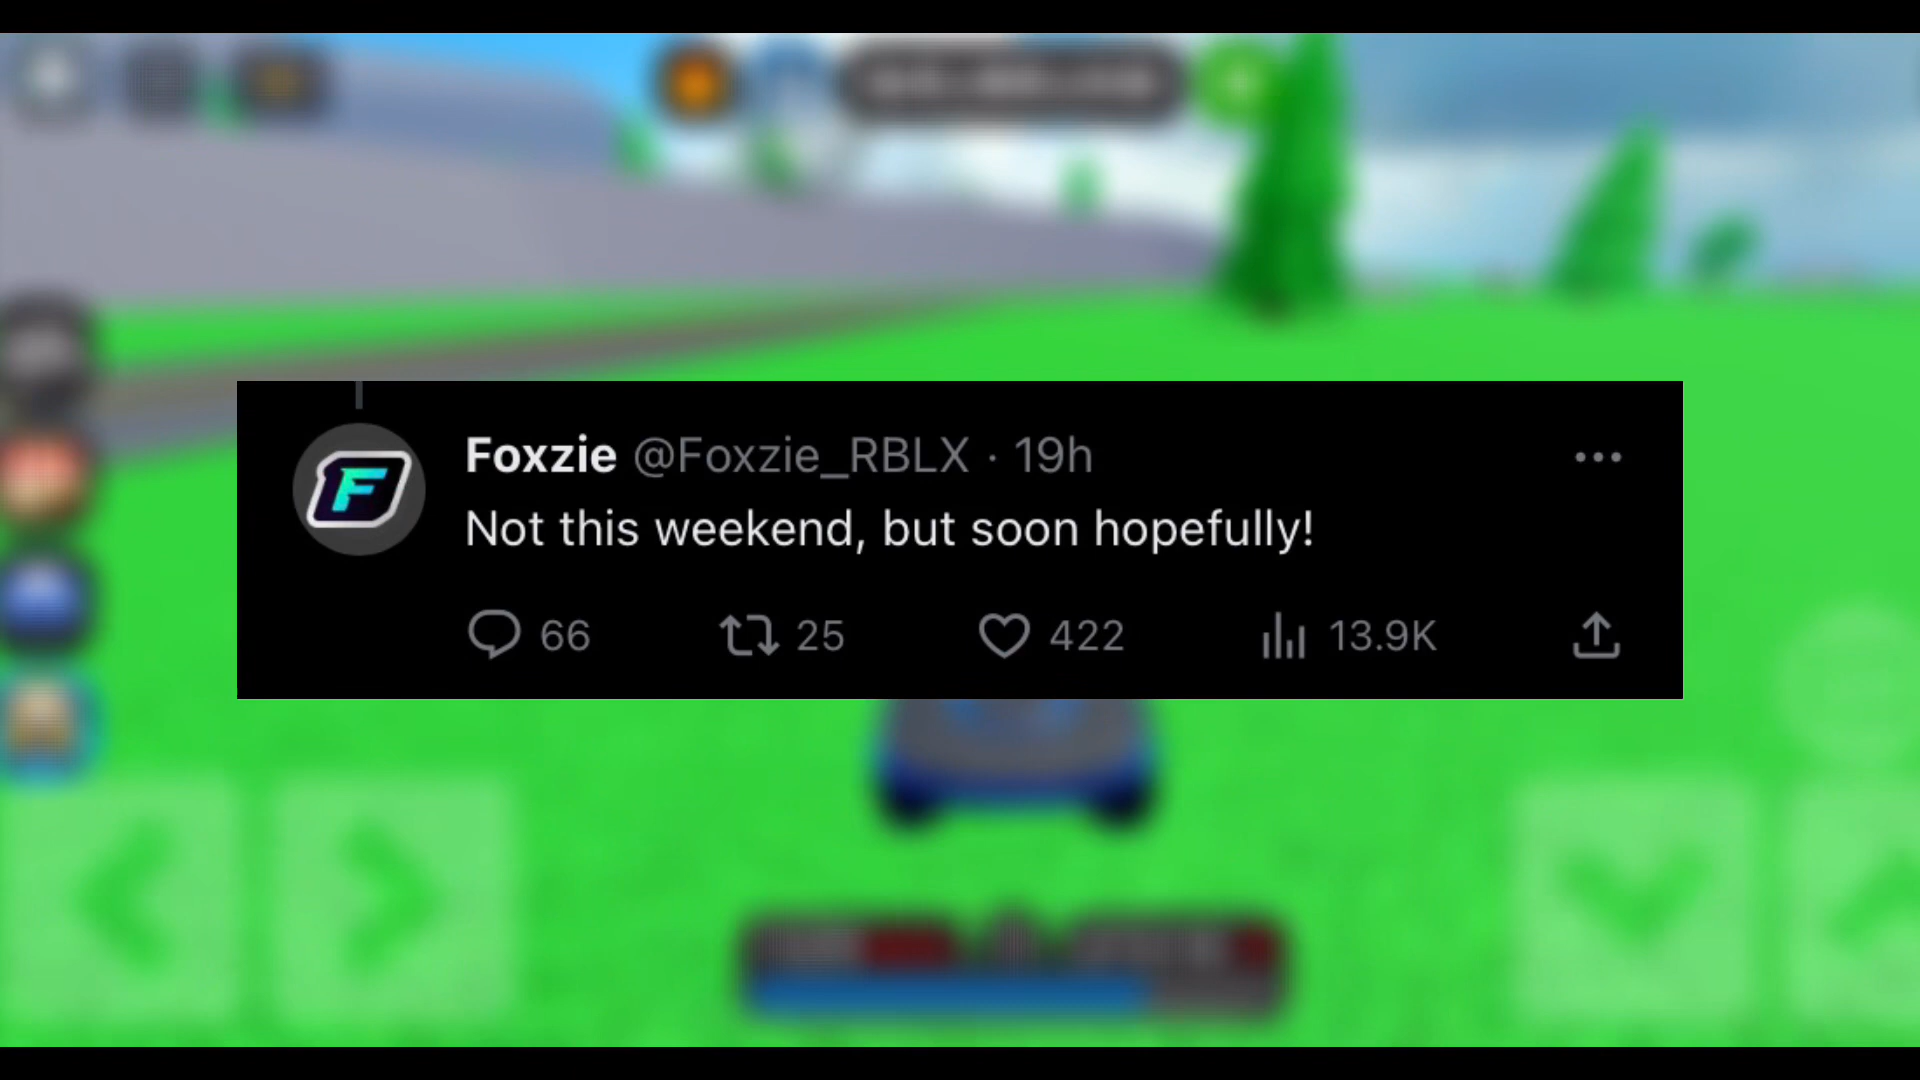 Foxzie @Foxzie_RBLX · 19h
Not this weekend, but soon hopefully!
66 25 422 13.9K